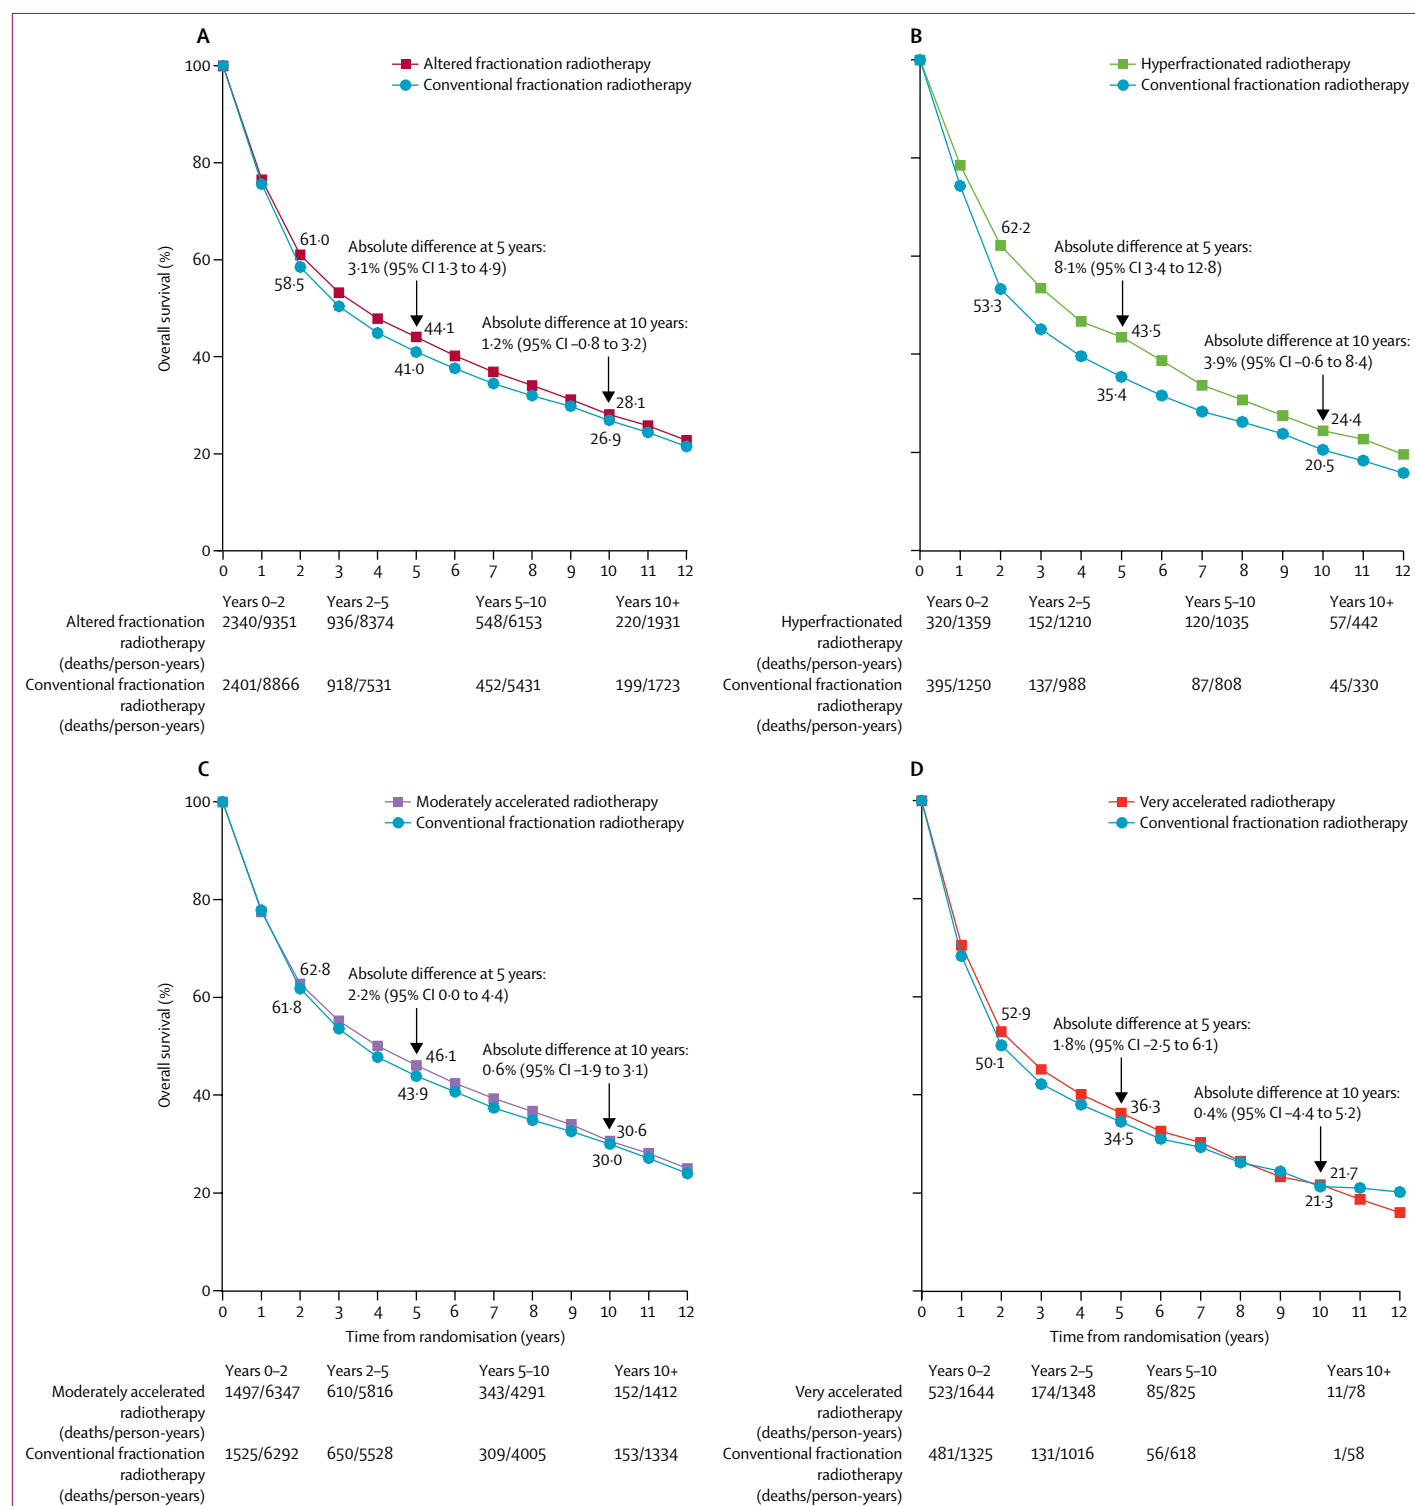 A
Altered fractionation radiotherapy
Conventional fractionation radiotherapy
Overall survival (%)
100
80
60
40
20
0
61·0
58·5
Absolute difference at 5 years:
3·1% (95% CI 1·3 to 4·9)
44·1
41·0
Absolute difference at 10 years:
1·2% (95% CI –0·8 to 3·2)
28·1
26·9
0 1 2 3 4 5 6 7 8 9 10 11 12
Years 0–2 Years 2–5 Years 5–10 Years 10+
Altered fractionation 2340/9351 936/8374 548/6153 220/1931
radiotherapy
(deaths/person-years)
Conventional fractionation 2401/8866 918/7531 452/5431 199/1723
radiotherapy
(deaths/person-years)
B
Hyperfractionated radiotherapy
Conventional fractionation radiotherapy
62·2
53·3
Absolute difference at 5 years:
8·1% (95% CI 3·4 to 12·8)
43·5
35·4
Absolute difference at 10 years:
3·9% (95% CI –0·6 to 8·4)
24·4
20·5
0 1 2 3 4 5 6 7 8 9 10 11 12
Years 0–2 Years 2–5 Years 5–10 Years 10+
Hyperfractionated 320/1359 152/1210 120/1035 57/442
radiotherapy
(deaths/person-years)
Conventional fractionation 395/1250 137/988 87/808 45/330
radiotherapy
(deaths/person-years)
C
Moderately accelerated radiotherapy
Conventional fractionation radiotherapy
Overall survival (%)
100
80
60
40
20
0
62·8
61·8
Absolute difference at 5 years:
2·2% (95% CI 0·0 to 4·4)
46·1
43·9
Absolute difference at 10 years:
0·6% (95% CI –1·9 to 3·1)
30·6
30·0
0 1 2 3 4 5 6 7 8 9 10 11 12
Time from randomisation (years)
Years 0–2 Years 2–5 Years 5–10 Years 10+
Moderately accelerated 1497/6347 610/5816 343/4291 152/1412
radiotherapy
(deaths/person-years)
Conventional fractionation 1525/6292 650/5528 309/4005 153/1334
radiotherapy
(deaths/person-years)
D
Very accelerated radiotherapy
Conventional fractionation radiotherapy
52·9
50·1
Absolute difference at 5 years:
1·8% (95% CI –2·5 to 6·1)
36·3
34·5
Absolute difference at 10 years:
0·4% (95% CI –4·4 to 5·2)
21·7
21·3
0 1 2 3 4 5 6 7 8 9 10 11 12
Time from randomisation (years)
Years 0–2 Years 2–5 Years 5–10 Years 10+
Very accelerated 523/1644 174/1348 85/825 11/78
radiotherapy
(deaths/person-years)
Conventional fractionation 481/1325 131/1016 56/618 1/58
radiotherapy
(deaths/person-years)